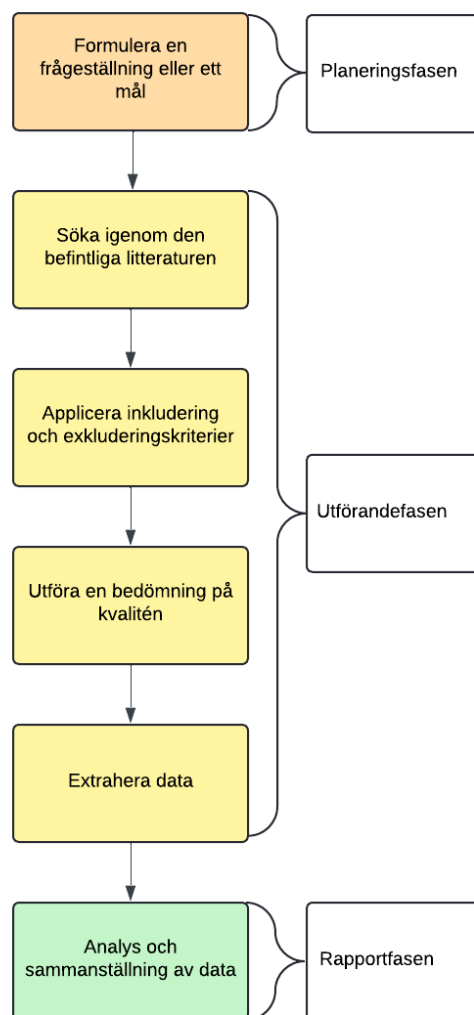 Formulera en
frågeställning eller ett
mål
Planeringsfasen
Söka igenom den
befintliga litteraturen
Applicera inkludering
och exkluderingskriterier
Utförandefasen
Utföra en bedömning på
kvalitén
Extrahera data
Analys och
sammanställning av data
Rapportfasen